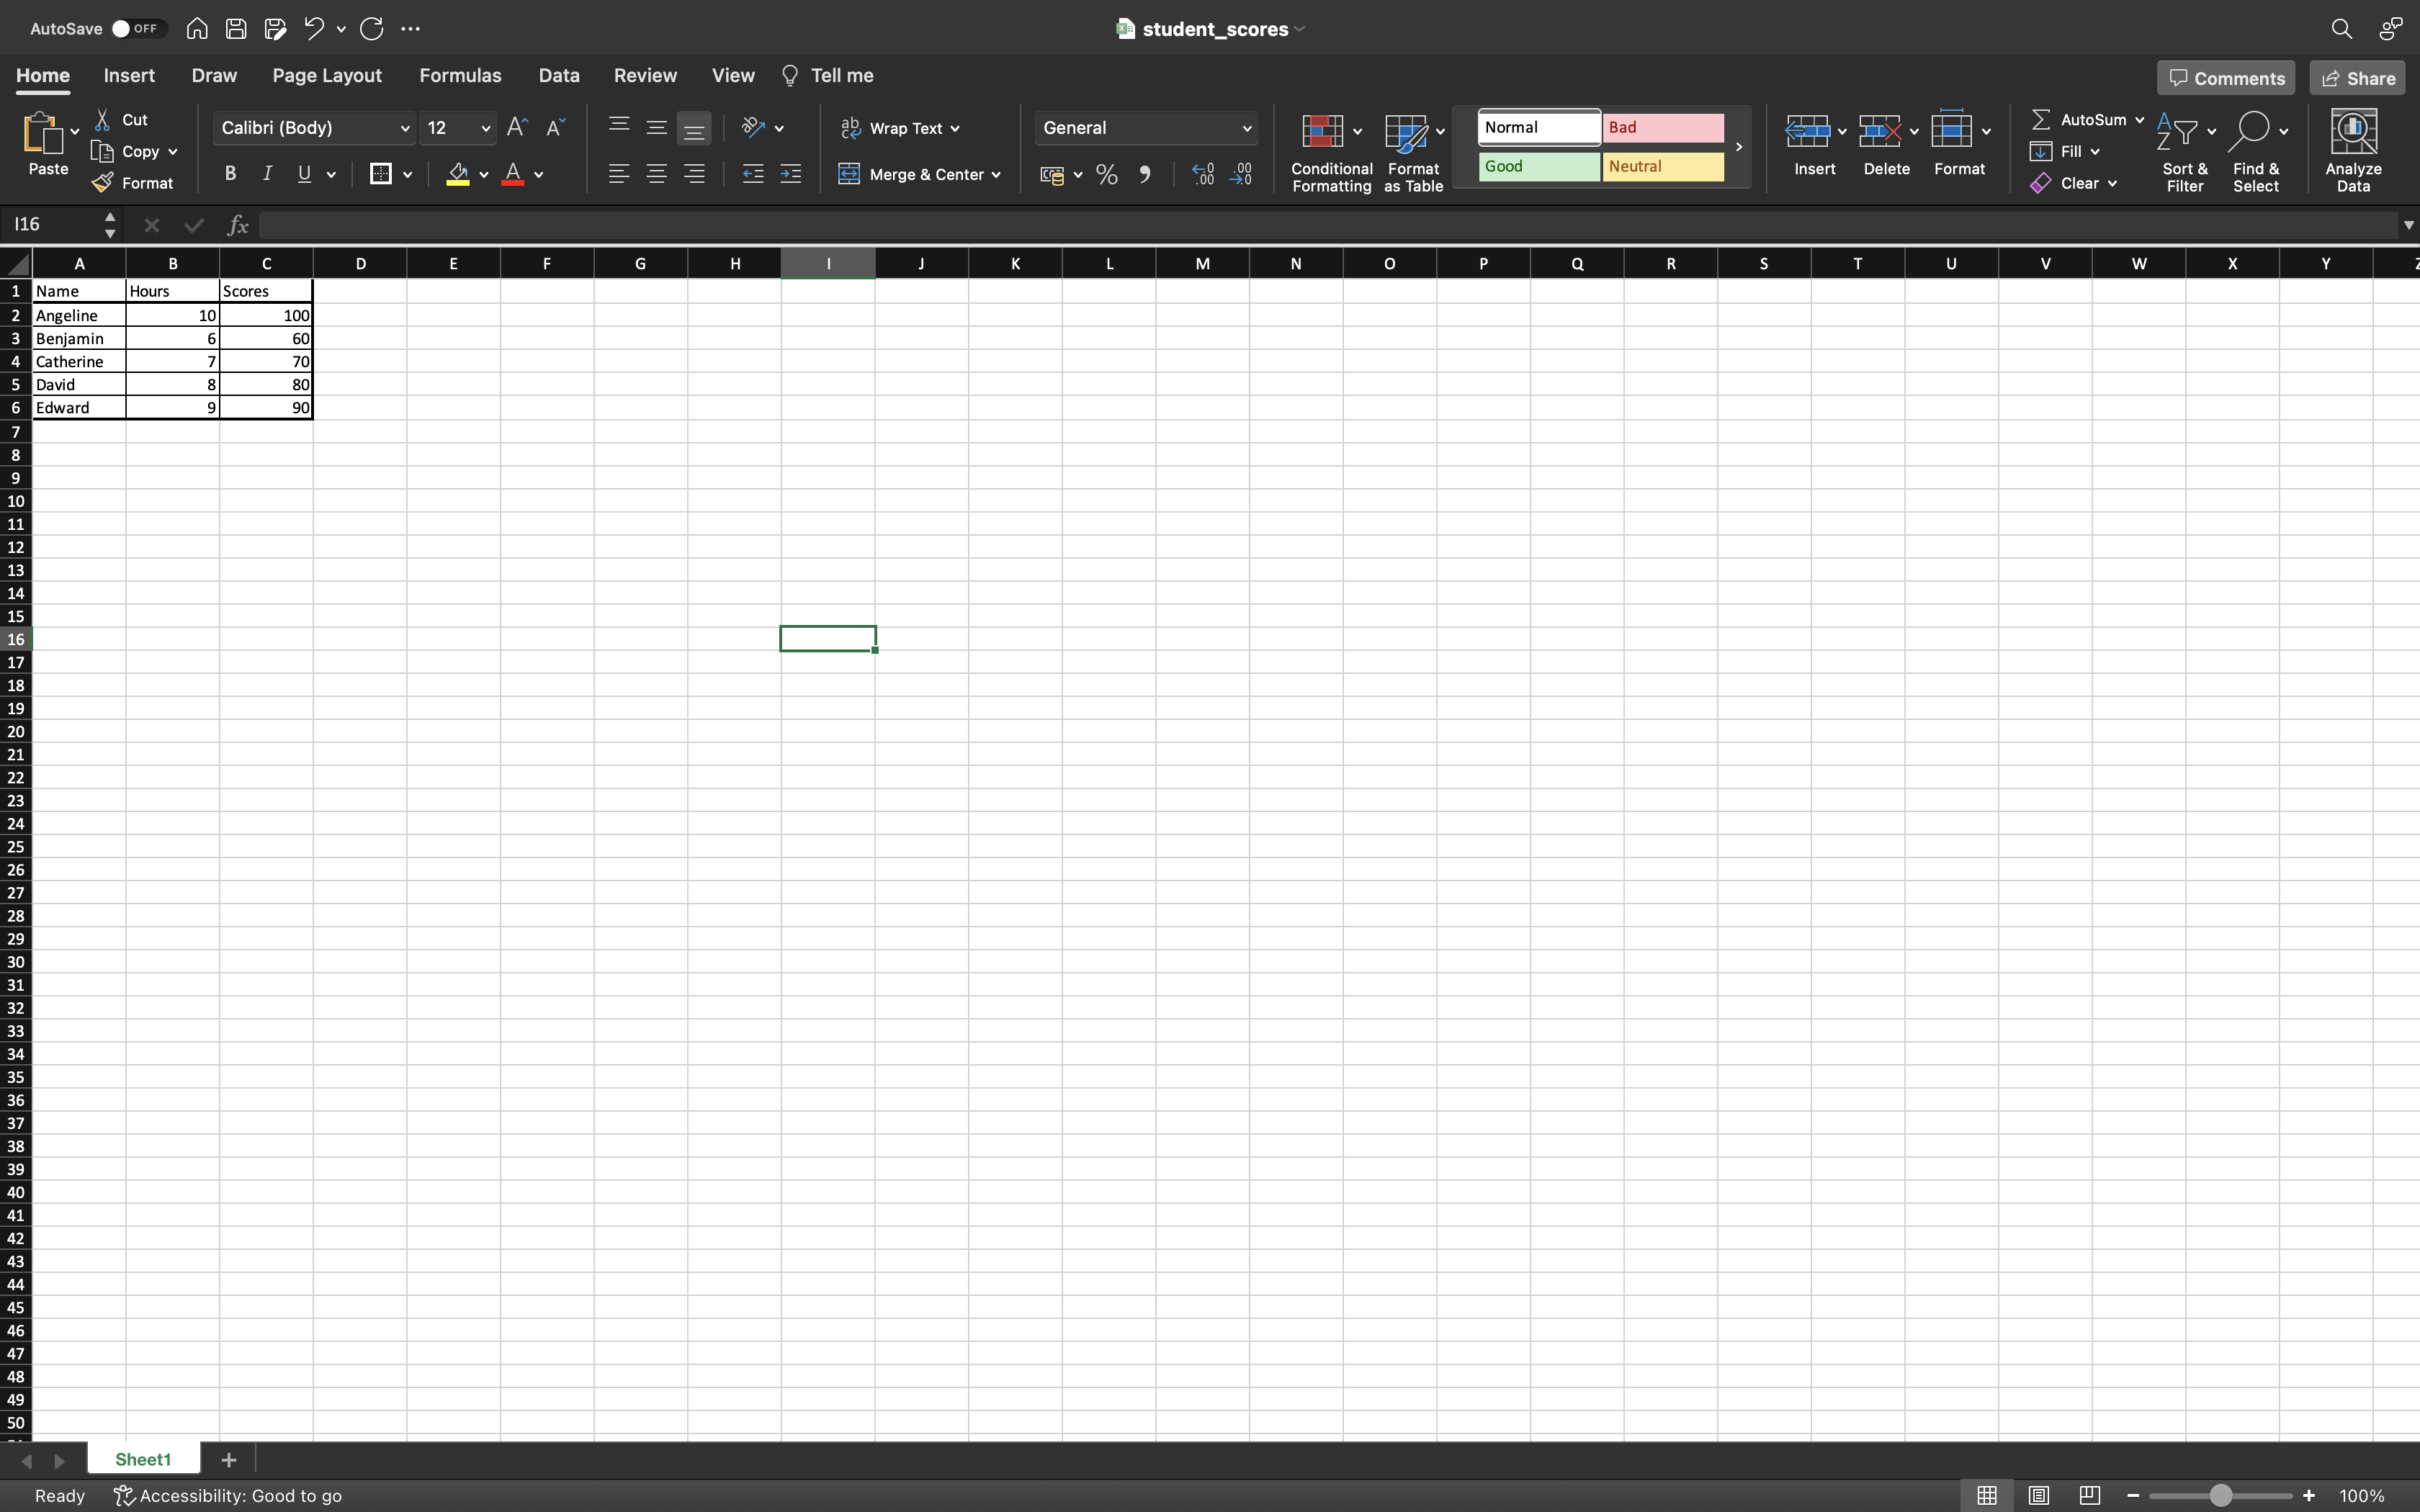 AutoSave OFF student_scores
Home Insert Draw Page Layout Formulas Data Review View Tell me Comments Share
Paste Cut Copy Format
Calibri (Body) 12 A A
B I U A
ab Wrap Text
Merge & Center
General
% 9 .0 .00 .00 .0
Conditional Formatting
Format as Table
Normal Bad
Good Neutral
Insert Delete Format
AutoSum
Fill
Clear
Sort & Filter
Find & Select
Analyze Data
I16 fx
A B C D E F G H I J K L M N O P Q R S T U V W X Y
1 Name Hours Scores
2 Angeline 10 100
3 Benjamin 6 60
4 Catherine 7 70
5 David 8 80
6 Edward 9 90
7
8
9
10
11
12
13
14
15
16
17
18
19
20
21
22
23
24
25
26
27
28
29
30
31
32
33
34
35
36
37
38
39
40
41
42
43
44
45
46
47
48
49
50
Sheet1 +
Ready Accessibility: Good to go 100%